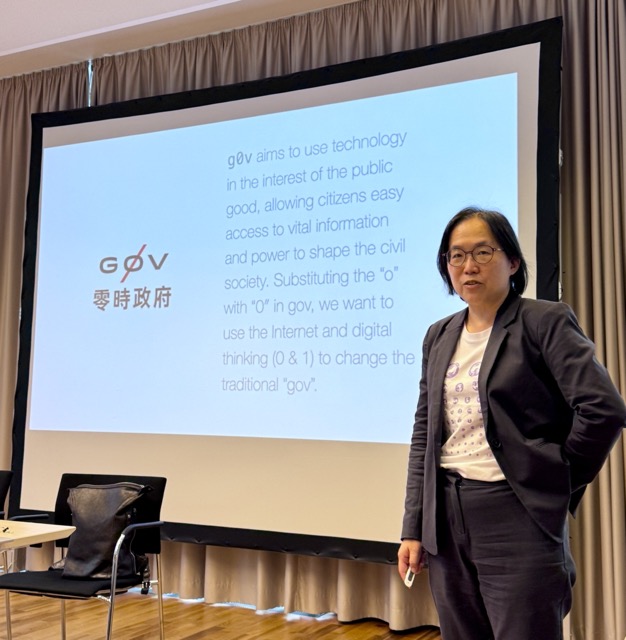 GØV
零時政府
g0v aims to use technology
in the interest of the public
good, allowing citizens easy
access to vital information
and power to shape the civil
society. Substituting the "o"
with "0" in gov, we want to
use the Internet and digital
thinking (0 & 1) to change the
traditional "gov".